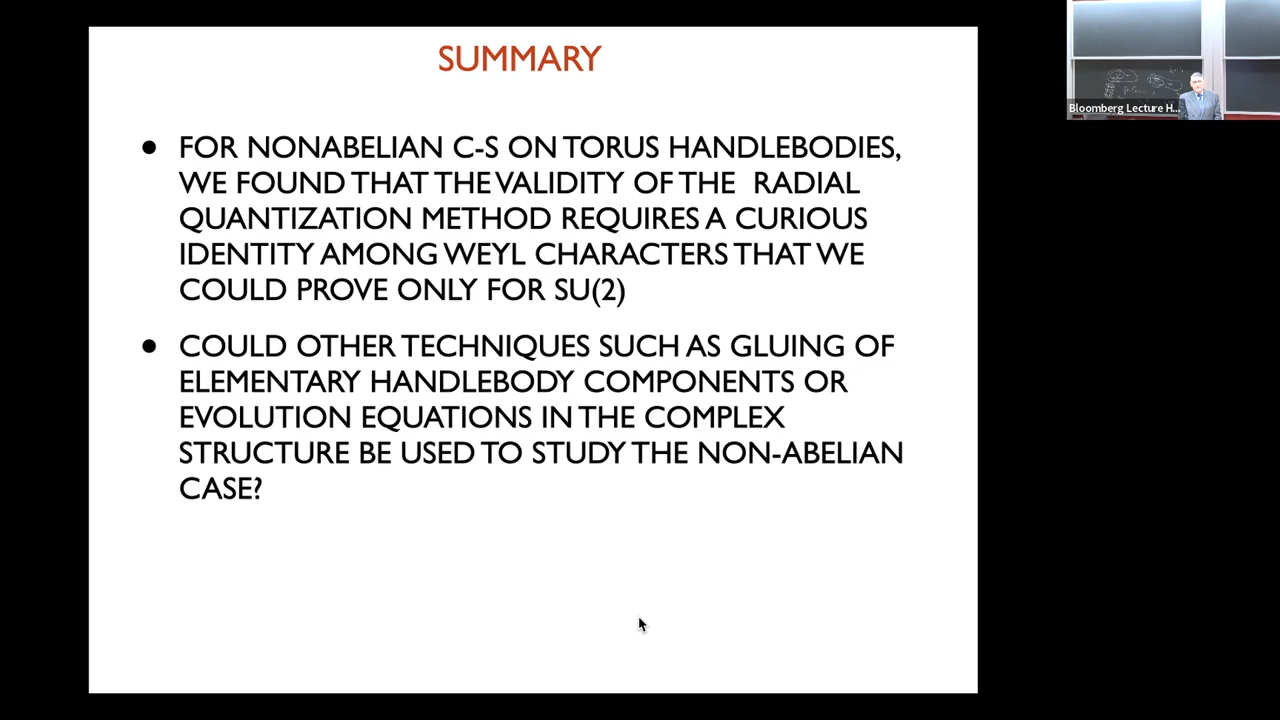 SUMMARY
• FOR NONABELIAN C-S ON TORUS HANDLEBODIES,
WE FOUND THAT THE VALIDITY OF THE RADIAL
QUANTIZATION METHOD REQUIRES A CURIOUS
IDENTITY AMONG WEYL CHARACTERS THAT WE
COULD PROVE ONLY FOR SU(2)
• COULD OTHER TECHNIQUES SUCH AS GLUING OF
ELEMENTARY HANDLEBODY COMPONENTS OR
EVOLUTION EQUATIONS IN THE COMPLEX
STRUCTURE BE USED TO STUDY THE NON-ABELIAN
CASE?
Bloomberg Lecture H...